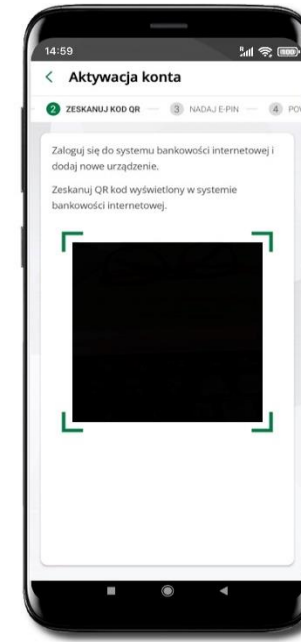 14:59
Aktywacja konta
2 ZESKANUJ KOD QR 3 NADAJ E-PIN 4
Zaloguj się do systemu bankowości internetowej i
dodaj nowe urządzenie.
Zeskanuj QR kod wyświetlony w systemie
bankowości internetowej.